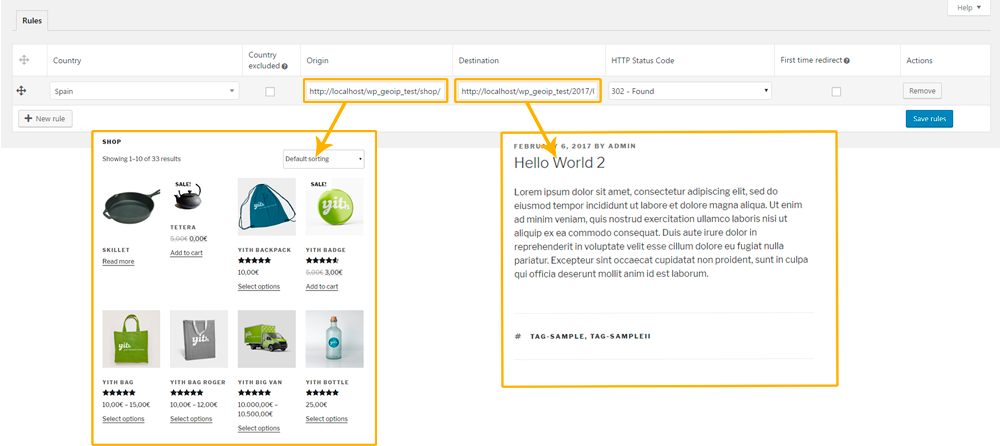 Help
Rules
Country
Country excluded
Origin
Destination
HTTP Status Code
First time redirect
Actions
Spain
http://localhost/wp_geoip_test/shop/
http://localhost/wp_geoip_test/2017/
302 - Found
Remove
New rule
Save rules
SHOP
Showing 1–10 of 33 results
Default sorting
SKILLET
Read more
SALE!
TETERA
5,00€ 0,00€
Add to cart
yith
YITH BACKPACK
10,00€
Select options
SALE!
yith
YITH BADGE
5,00€ 3,00€
Add to cart
yith
YITH BAG
10,00€ – 15,00€
Select options
yith
YITH BAG ROGER
10,00€ – 12,00€
Select options
yith
YITH BIG VAN
10.000,00€ –
10.500,00€
Select options
yith
YITH BOTTLE
25,00€
Select options
FEBRUARY 6, 2017 BY ADMIN
Hello World 2
Lorem ipsum dolor sit amet, consectetur adipiscing elit, sed do
eiusmod tempor incididunt ut labore et dolore magna aliqua. Ut enim
ad minim veniam, quis nostrud exercitation ullamco laboris nisi ut
aliquip ex ea commodo consequat. Duis aute irure dolor in
reprehenderit in voluptate velit esse cillum dolore eu fugiat nulla
pariatur. Excepteur sint occaecat cupidatat non proident, sunt in culpa
qui officia deserunt mollit anim id est laborum.
# TAG-SAMPLE, TAG-SAMPLEII